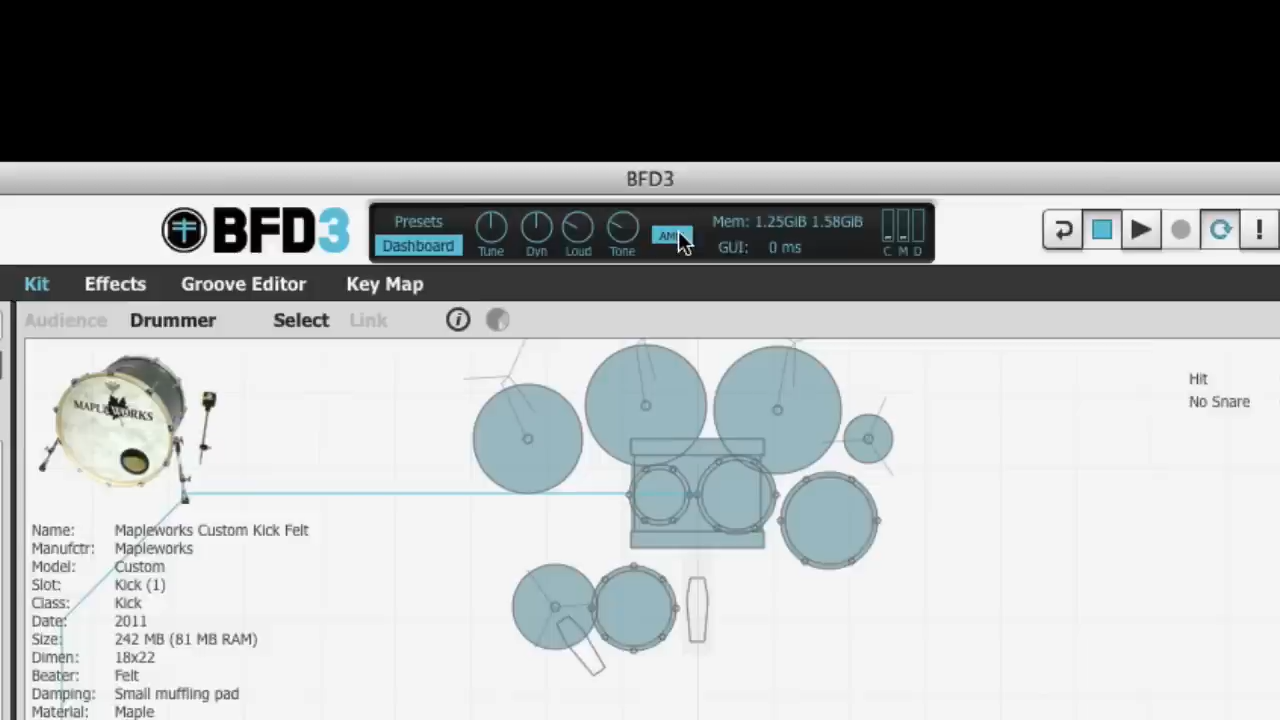 BFD3
BFD3
Presets
Dashboard
Tune Dyn Loud Tone
Mem: 1.25GiB 1.58GiB
GUI: 0 ms
C M D
!
Kit Effects Groove Editor Key Map
Audience Drummer Select Link
i
Hit
No Snare
MAPLEWORKS
Name: Mapleworks Custom Kick Felt
Manufctr: Mapleworks
Model: Custom
Slot: Kick (1)
Class: Kick
Date: 2011
Size: 242 MB (81 MB RAM)
Dimen: 18x22
Beater: Felt
Damping: Small muffling pad
Material: Maple